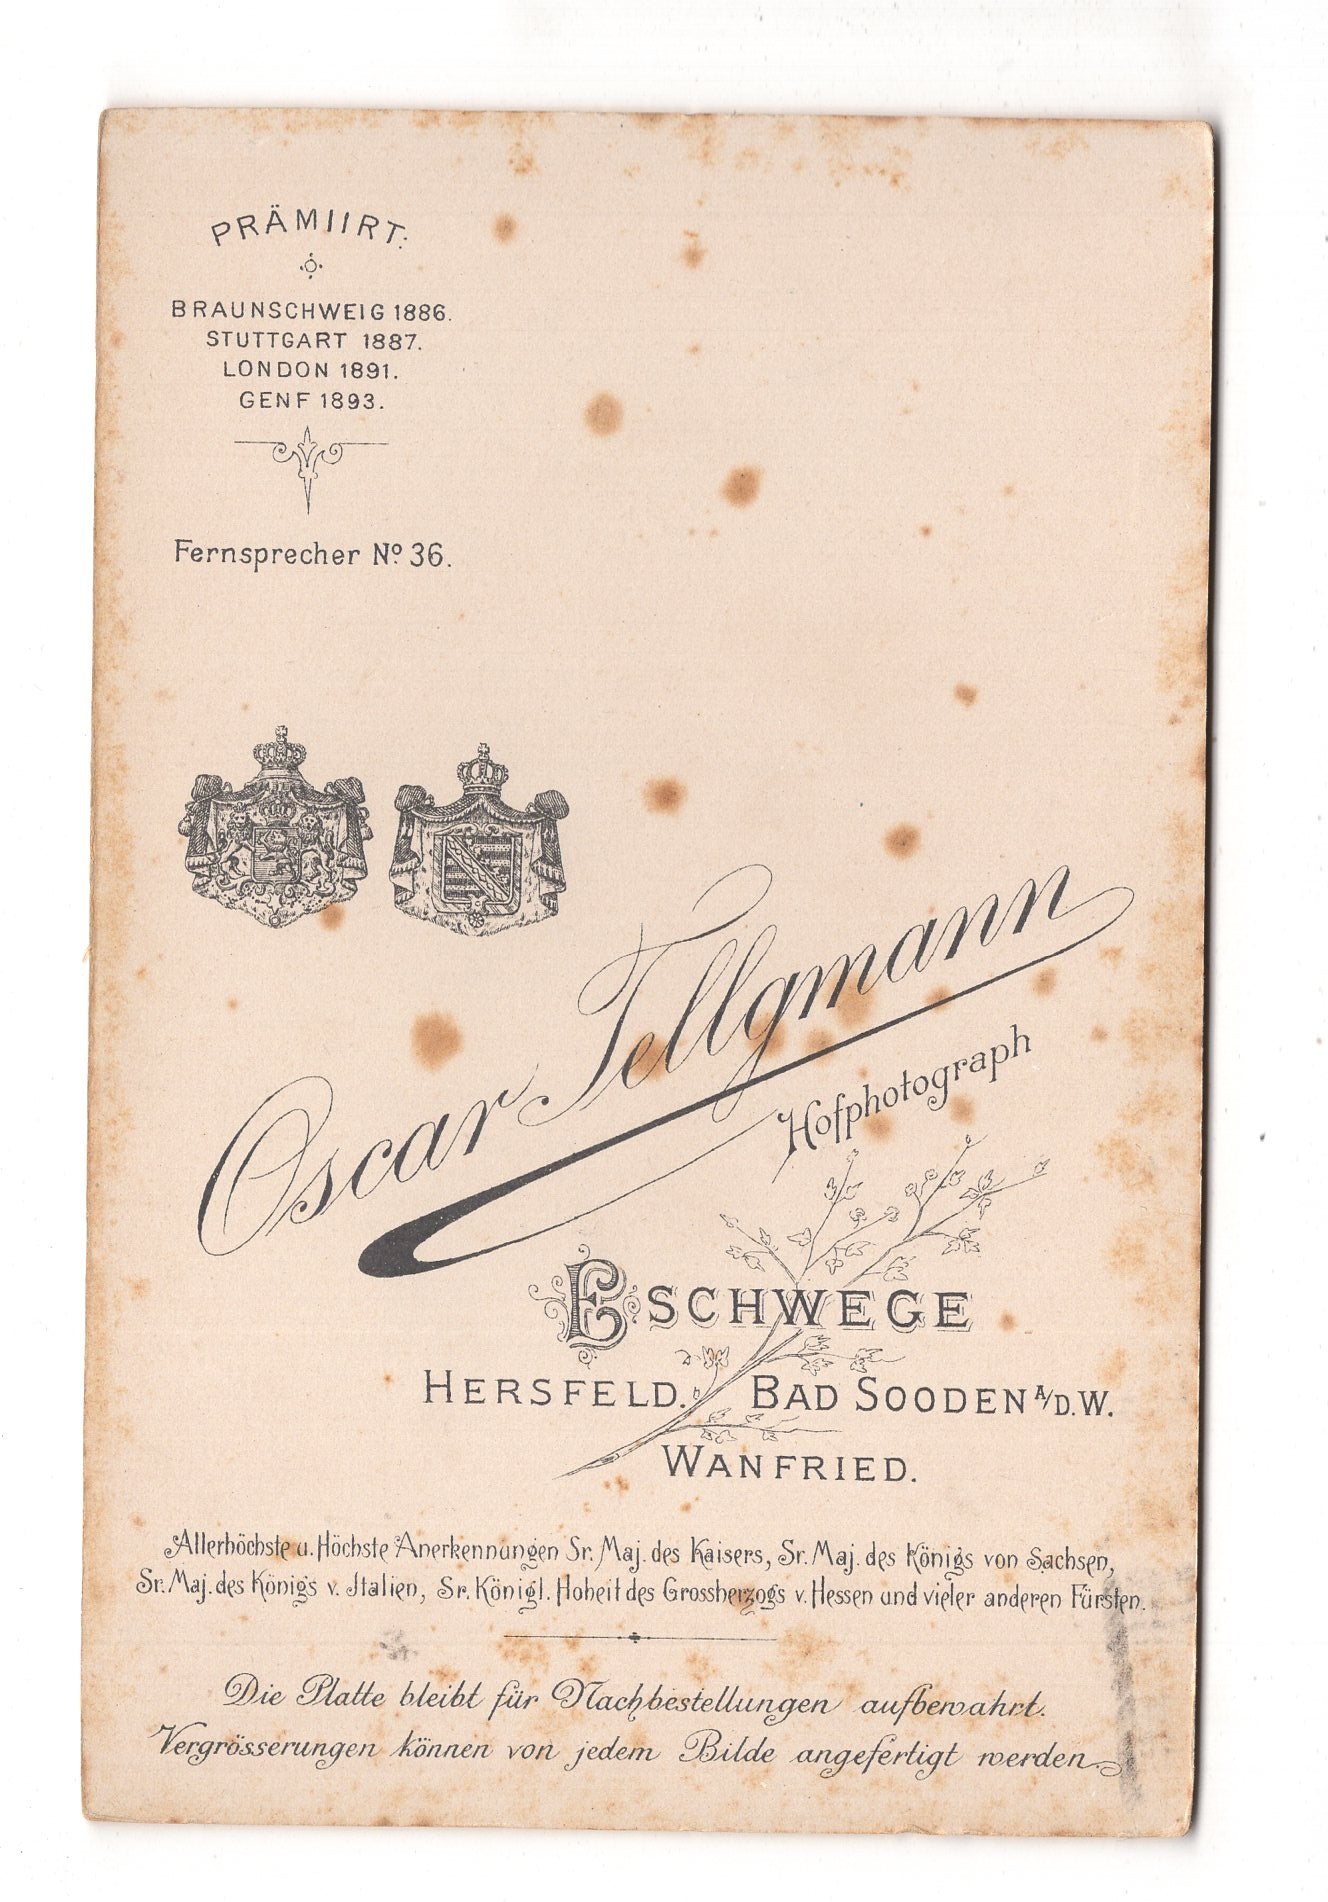 PRÄMIIRT:
BRAUNSCHWEIG 1886.
STUTTGART 1887.
LONDON 1891.
GENF 1893.
Fernsprecher Nº 36.
Oscar Tellgmann
Hofphotograph
ESCHWEGE
HERSFELD. BAD SOODEN A/D.W.
WANFRIED.
Allerhöchste u. Höchste Anerkennungen Sr. Maj. des Kaisers, Sr. Maj. des Königs von Sachsen,
Sr. Maj. des Königs v. Italien, Sr. Königl. Hoheit des Grossherzogs v. Hessen und vieler anderen Fürsten.
Die Platte bleibt für Nachbestellungen aufbewahrt.
Vergrösserungen können von jedem Bilde angefertigt werden.